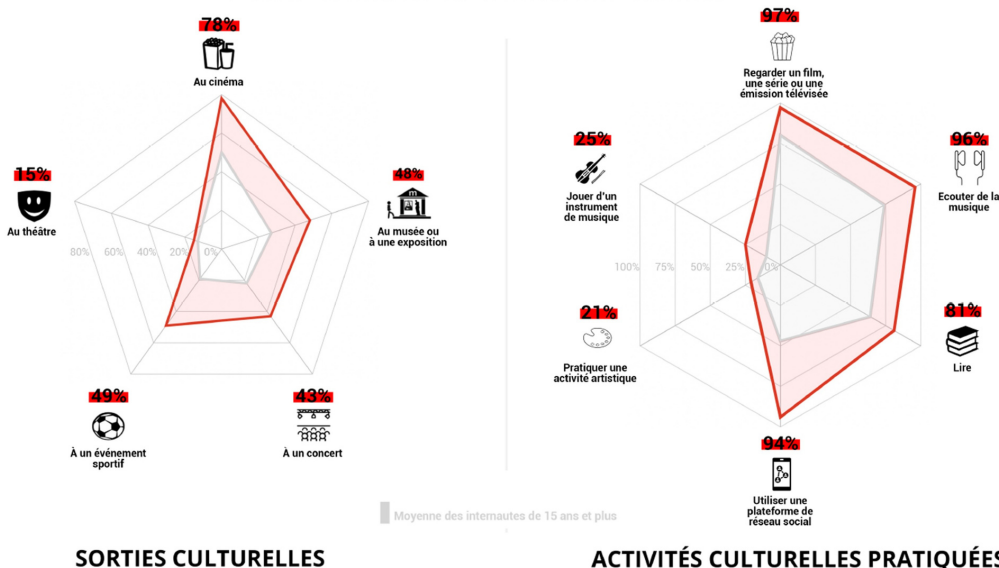 78%
Au cinéma
15%
Au théâtre
48%
m
Au musée ou
à une exposition
80%
60%
40%
20%
0%
49%
À un événement
sportif
43%
À un concert
SORTIES CULTURELLES
97%
Regarder un film,
une série ou une
émission télévisée
25%
Jouer d'un
instrument
de musique
96%
Ecouter de la
musique
100%
75%
50%
25%
0%
21%
Pratiquer une
activité artistique
81%
Lire
94%
Utiliser une
plateforme de
réseau social
Moyenne des internautes de 15 ans et plus
ACTIVITÉS CULTURELLES PRATIQUÉES